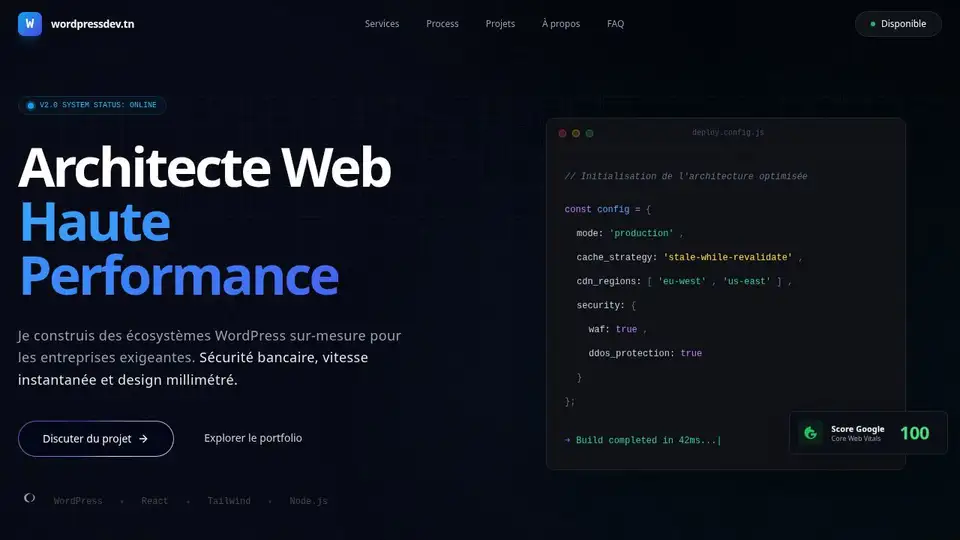 W wordpressdev.tn
Services Process Projets À propos FAQ
Disponible
V2.0 SYSTEM STATUS: ONLINE
Architecte Web
Haute
Performance
Je construis des écosystèmes WordPress sur-mesure pour
les entreprises exigeantes. Sécurité bancaire, vitesse
instantanée et design millimétré.
Discuter du projet →
Explorer le portfolio
WordPress • React • Tailwind • Node.js
deploy.config.js
// Initialisation de l'architecture optimisée
const config = {
mode: 'production' ,
cache_strategy: 'stale-while-revalidate' ,
cdn_regions: [ 'eu-west' , 'us-east' ] ,
security: {
waf: true ,
ddos_protection: true
}
};
➜ Build completed in 42ms...|
Score Google
Core Web Vitals
100